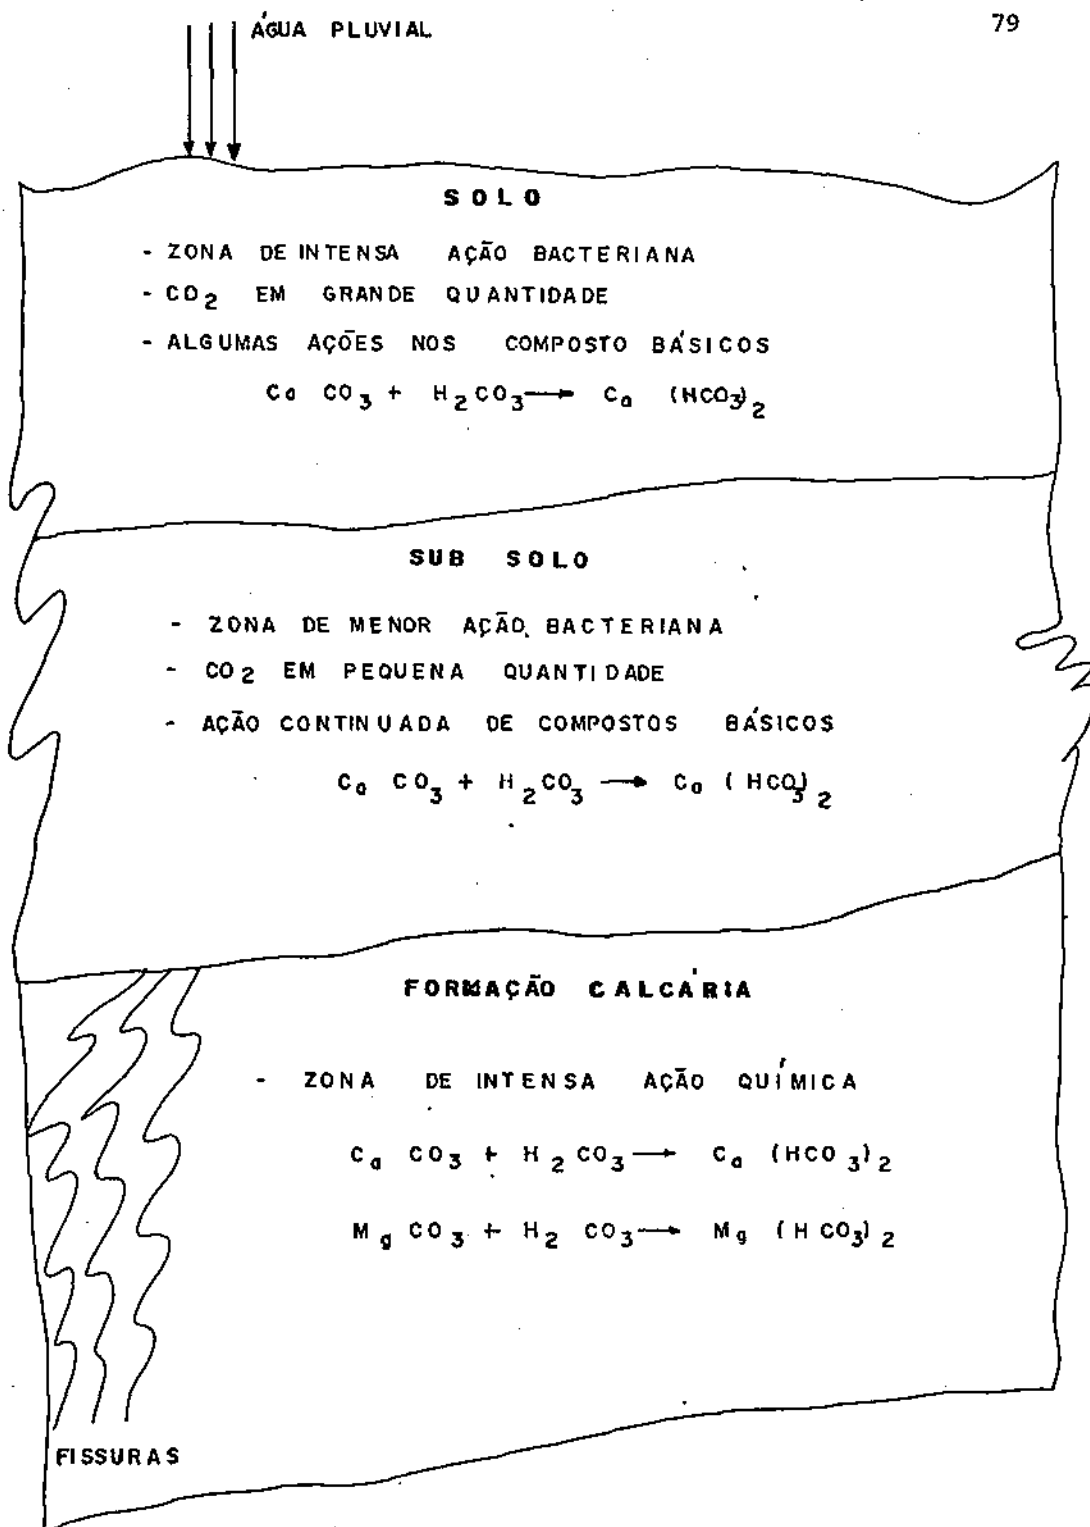 79
ÁGUA PLUVIAL
SOLO
- ZONA DE INTENSA AÇÃO BACTERIANA
- CO2 EM GRANDE QUANTIDADE
- ALGUMAS AÇÕES NOS COMPOSTO BÁSICOS
Ca CO3 + H2CO3 → Ca (HCO3)2
SUB SOLO
- ZONA DE MENOR AÇÃO BACTERIANA
- CO2 EM PEQUENA QUANTIDADE
- AÇÃO CONTINUADA DE COMPOSTOS BÁSICOS
Ca CO3 + H2CO3 → Ca (HCO3)2
FORMAÇÃO CALCÁRIA
- ZONA DE INTENSA AÇÃO QUÍMICA
Ca CO3 + H2CO3 → Ca (HCO3)2
Mg CO3 + H2 CO3 → Mg (HCO3)2
FISSURAS